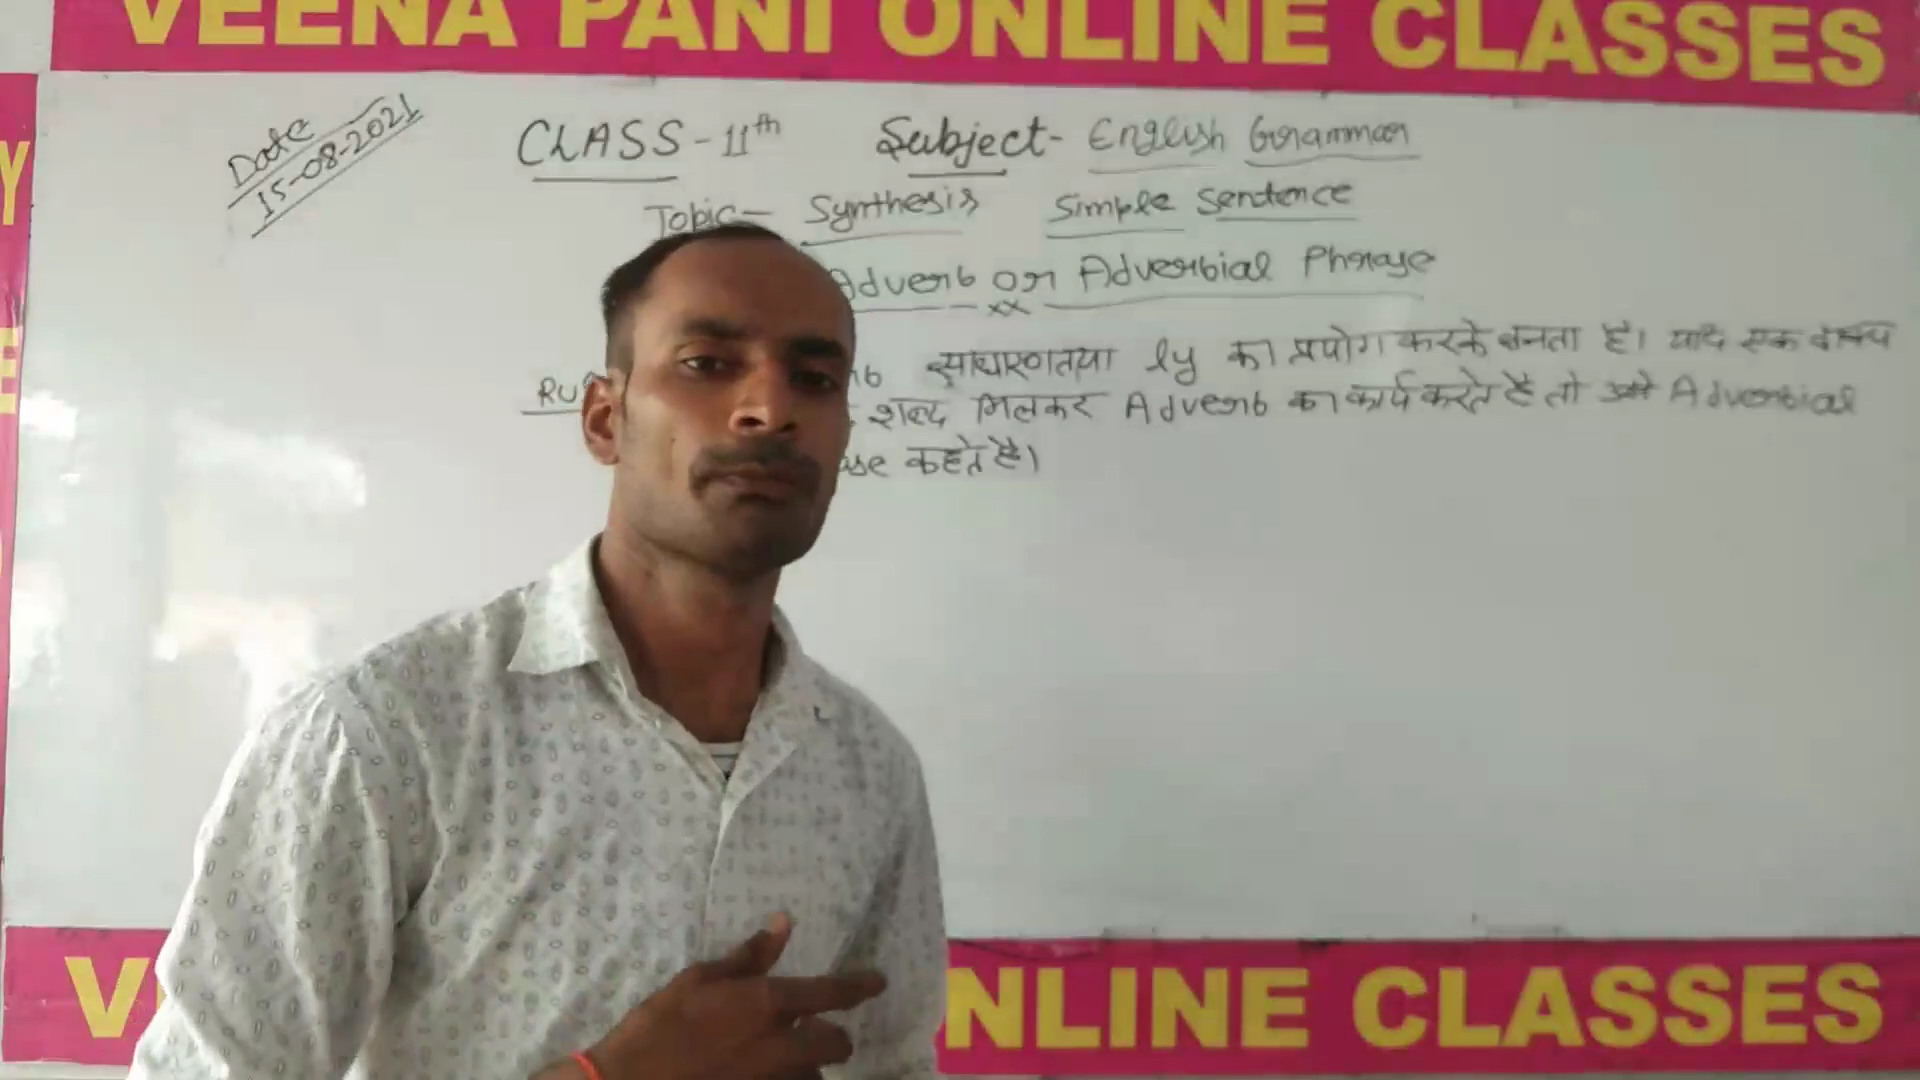 VEENA PANI ONLINE CLASSES
Date
15-08-2021
CLASS - 11th Subject- English Grammar
Topic- Synthesis Simple Sentence
Adverb or Adverbial Phrase
साधारणतया ly का प्रयोग करके बनता है। यदि एक वाक्य
शब्द मिलकर Adverb का कार्य करते है तो उसे Adverbial
कहते है।
Y
E
V NLINE CLASSES